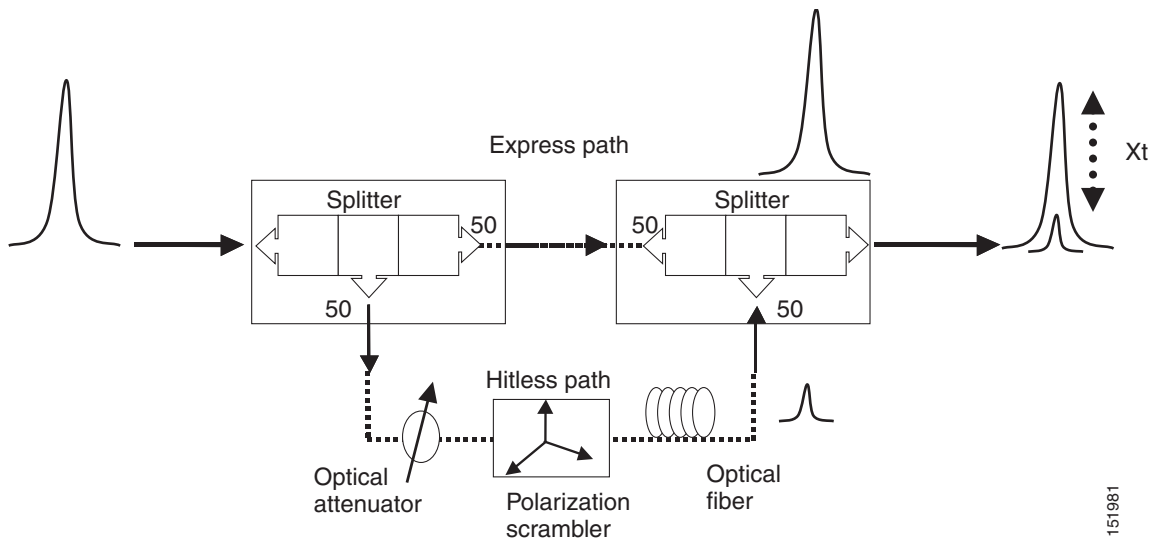 Express path
Xt
Splitter
Splitter
50
50
50
50
Hitless path
Optical
attenuator
Polarization
scrambler
Optical
fiber
151981